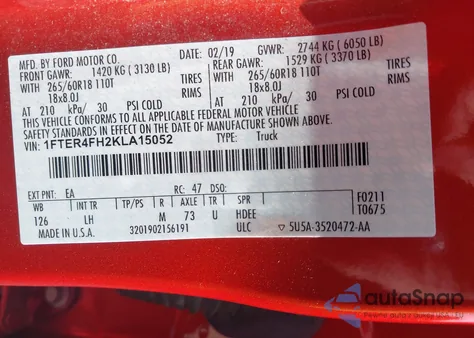 MFD. BY FORD MOTOR CO.
DATE: 02/19 GVWR: 2744 KG (6050 LB)
FRONT GAWR: 1420 KG (3130 LB) REAR GAWR: 1529 KG (3370 LB)
WITH 265/60R18 110T TIRES WITH 265/60R18 110T TIRES
18x8.0J RIMS 18x8.0J RIMS
AT 210 kPa/ 30 PSI COLD AT 210 kPa/ 30 PSI COLD
THIS VEHICLE CONFORMS TO ALL APPLICABLE FEDERAL MOTOR VEHICLE
SAFETY AND THEFT PREVENTION STANDARDS IN EFFECT ON THE DATE OF MANUFACTURE SHOWN ABOVE.
VIN: 1FTER4FH2KLA15052 TYPE: Truck
EXT PNT: EA RC: 47 DSO:
WB INT TR TP/PS R AXLE TR SPR
126 LH M 73 U HDEE
F0211
T0675
MADE IN U.S.A. 3201902156191 ULC ▽ 5U5A-3520472-AA
autoSnap